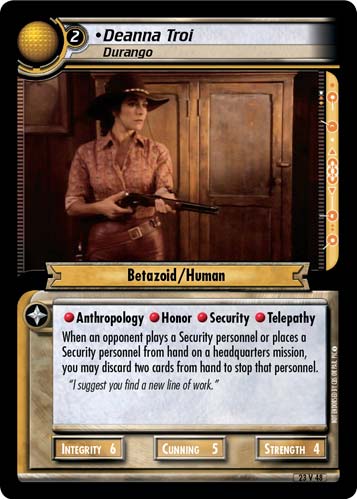 2
•Deanna Troi
Durango
Betazoid/Human
Anthropology Honor Security Telepathy
When an opponent plays a Security personnel or places a
Security personnel from hand on a headquarters mission,
you may discard two cards from hand to stop that personnel.
"I suggest you find a new line of work."
INTEGRITY 6 CUNNING 5 STRENGTH 4
23 V 48